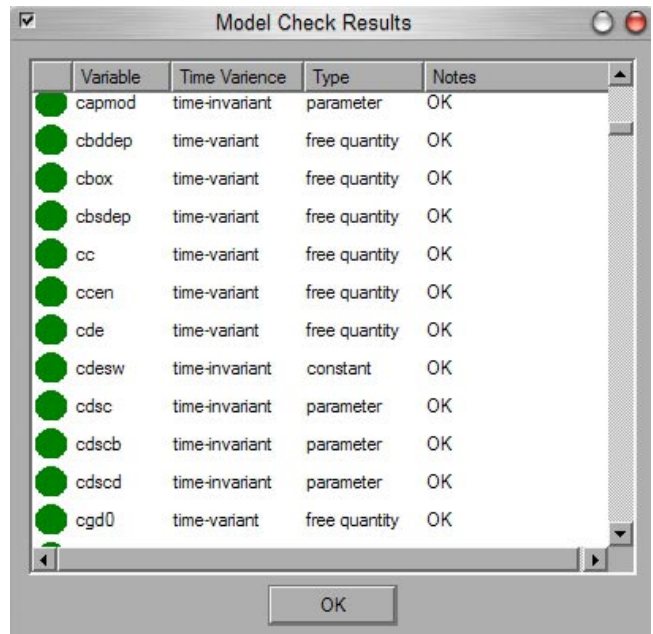 Model Check Results
Variable Time Varience Type Notes
capmod time-invariant parameter OK
cbddep time-variant free quantity OK
cbox time-variant free quantity OK
cbsdep time-variant free quantity OK
cc time-variant free quantity OK
ccen time-variant free quantity OK
cde time-variant free quantity OK
cdesw time-invariant constant OK
cdsc time-invariant parameter OK
cdscb time-invariant parameter OK
cdscd time-invariant parameter OK
cgd0 time-variant free quantity OK
OK